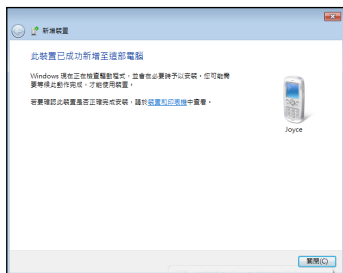 新增裝置
此裝置已成功新增至這部電腦
Windows 現在正在檢查驅動程式，並會在必要時予以安裝。您可能需
要等候此動作完成，才能使用裝置。
若要確認此裝置是否正確完成安裝，請於裝置和印表機中查看。
Joyce
關閉(C)